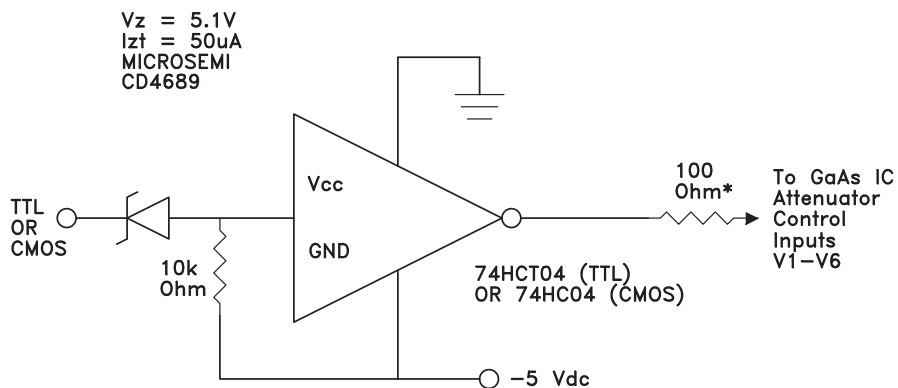 Vz = 5.1V
Izt = 50uA
MICROSEMI
CD4689
Vcc
GND
TTL
OR
CMOS
10k
Ohm
100
Ohm*
To GaAs IC
Attenuator
Control
Inputs
V1-V6
74HCT04 (TTL)
OR 74HC04 (CMOS)
-5 Vdc